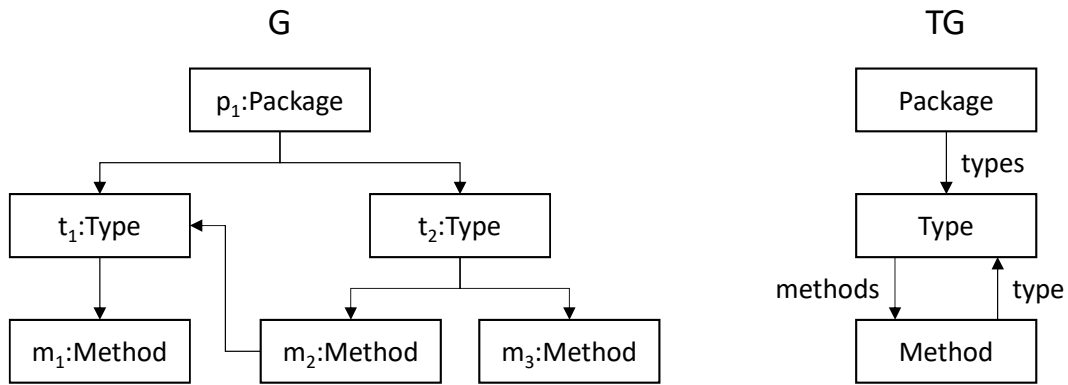 G
TG
p₁:Package
Package
types
t₁:Type
t₂:Type
Type
methods
type
m₁:Method
m₂:Method
m₃:Method
Method